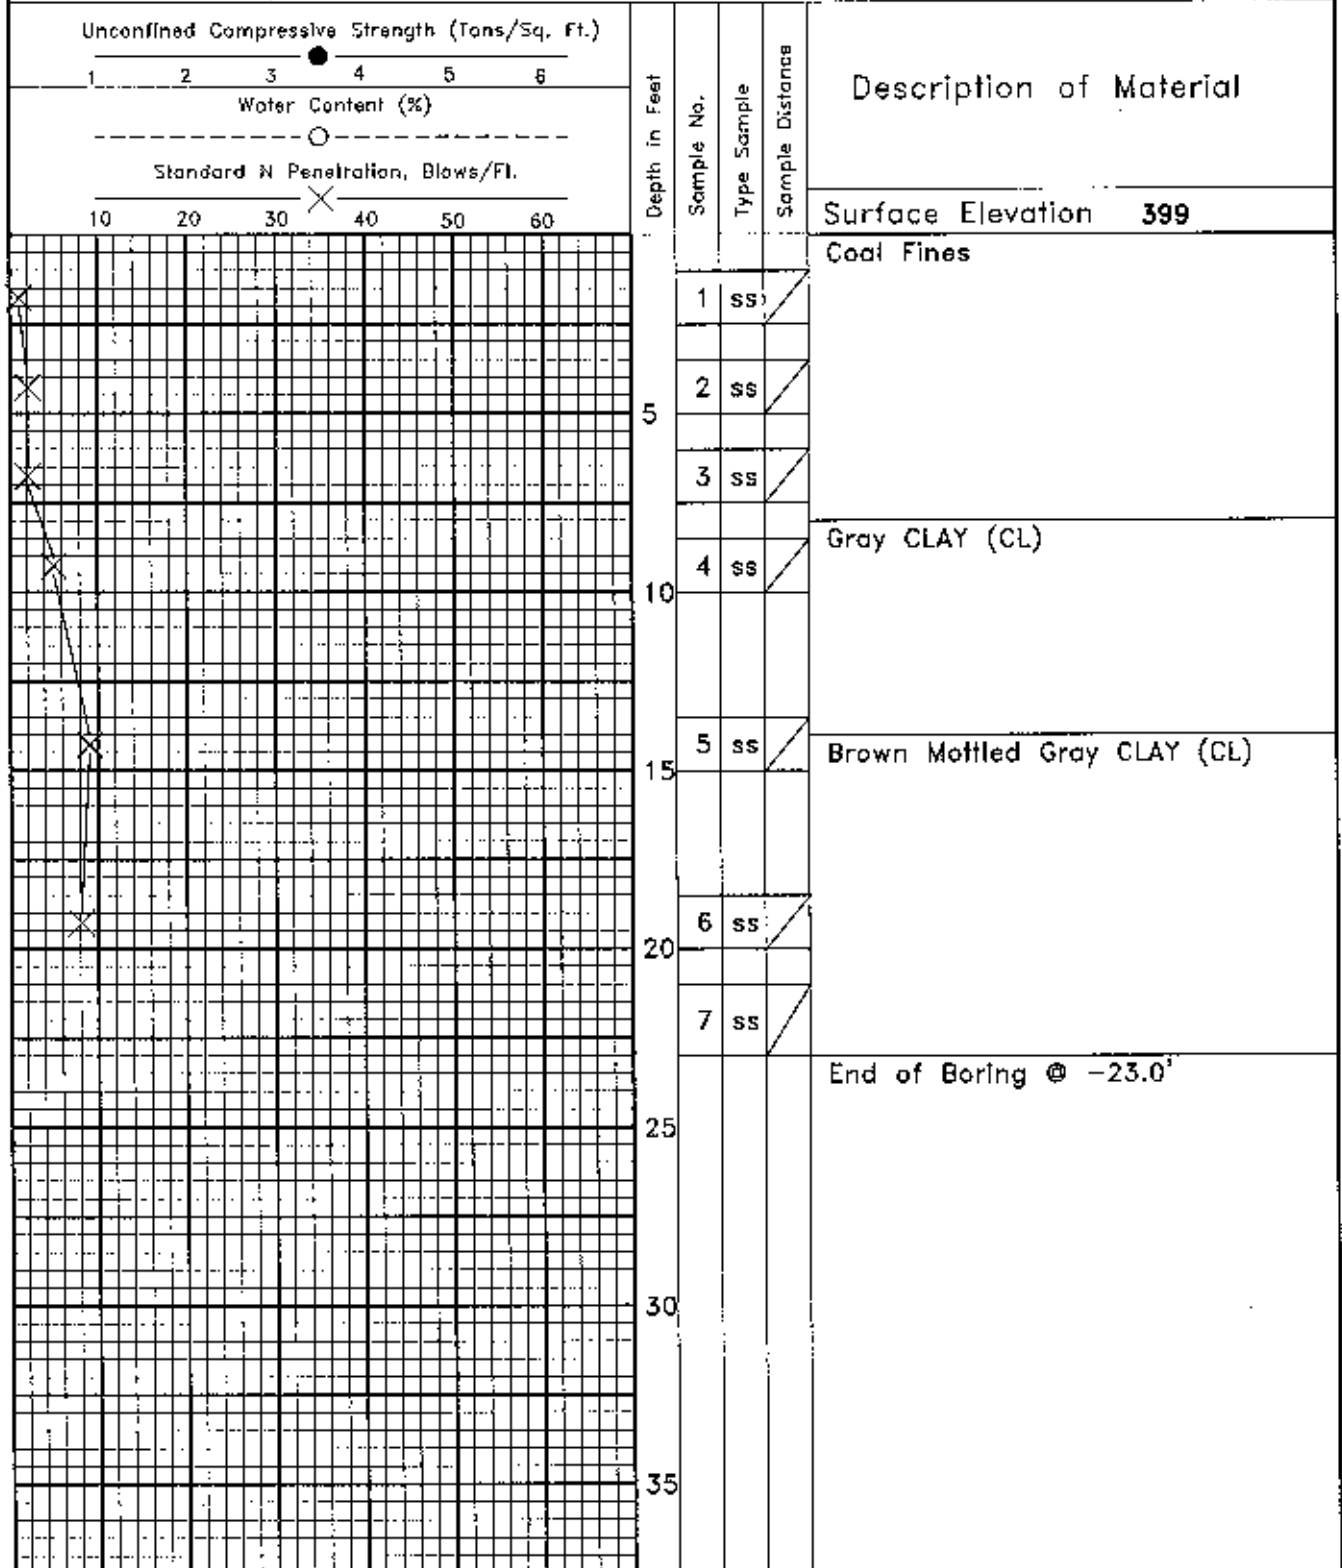 Unconfined Compressive Strength (Tons/Sq. Ft.)
1 2 3 4 5 6
Water Content (%)
Standard N Penetration, Blows/Ft.
10 20 30 40 50 60
Depth in Feet
Sample No.
Type Sample
Sample Distance
Description of Material
Surface Elevation 399
Coal Fines
1 SS
2 SS
5
3 SS
Gray CLAY (CL)
4 SS
10
5 SS
Brown Mottled Gray CLAY (CL)
15
6 SS
20
7 SS
End of Boring @ -23.0'
25
30
35